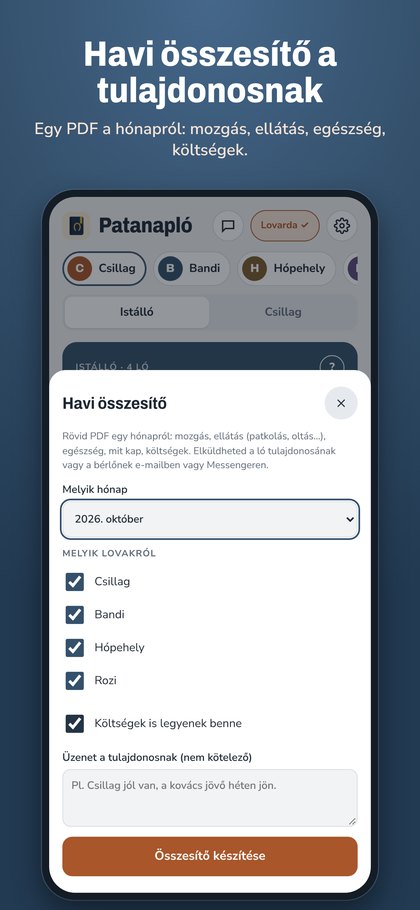 Havi összesítő a
tulajdonosnak
Egy PDF a hónapról: mozgás, ellátás, egészség,
költségek.
Patanapló
Lovarda ✓
C Csillag
B Bandi
H Hópehely
Istálló
Csillag
ISTÁLLÓ · 4 LÓ
?
Havi összesítő
Rövid PDF egy hónapról: mozgás, ellátás (patkolás, oltás…),
egészség, mit kap, költségek. Elküldheted a ló tulajdonosának
vagy a bérlőnek e-mailben vagy Messengeren.
Melyik hónap
2026. október
MELYIK LOVAKRÓL
Csillag
Bandi
Hópehely
Rozi
Költségek is legyenek benne
Üzenet a tulajdonosnak (nem kötelező)
Pl. Csillag jól van, a kovács jövő héten jön.
Összesítő készítése